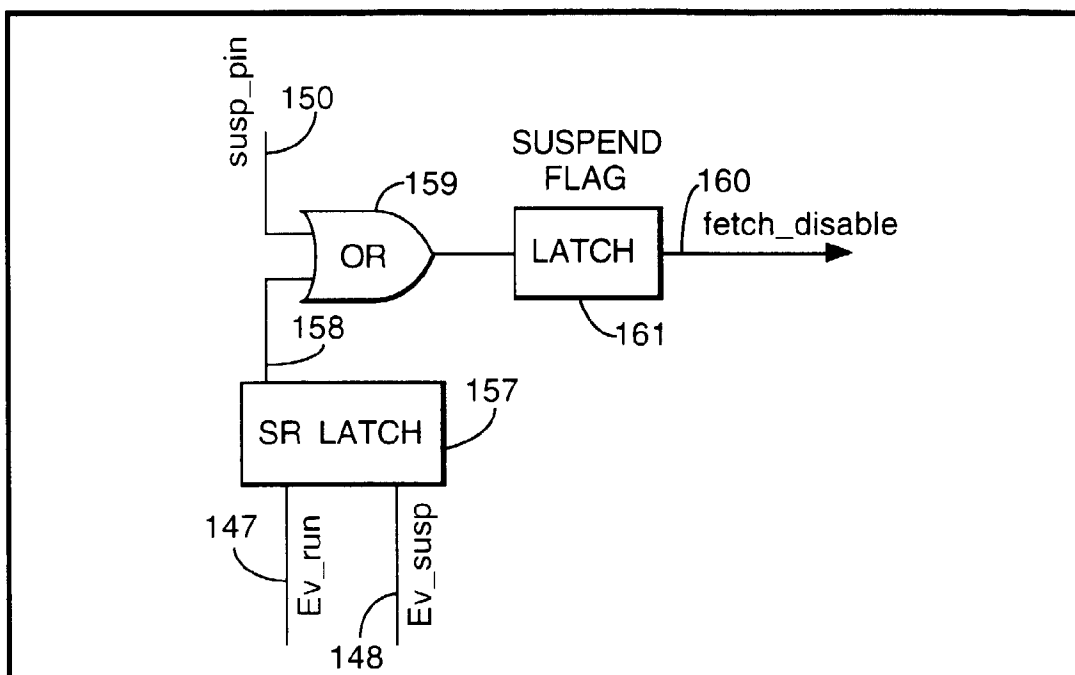 susp_pin
150
159
OR
SUSPEND
FLAG
LATCH
161
160
fetch_disable
158
SR LATCH
157
147
Ev_run
148
Ev_susp